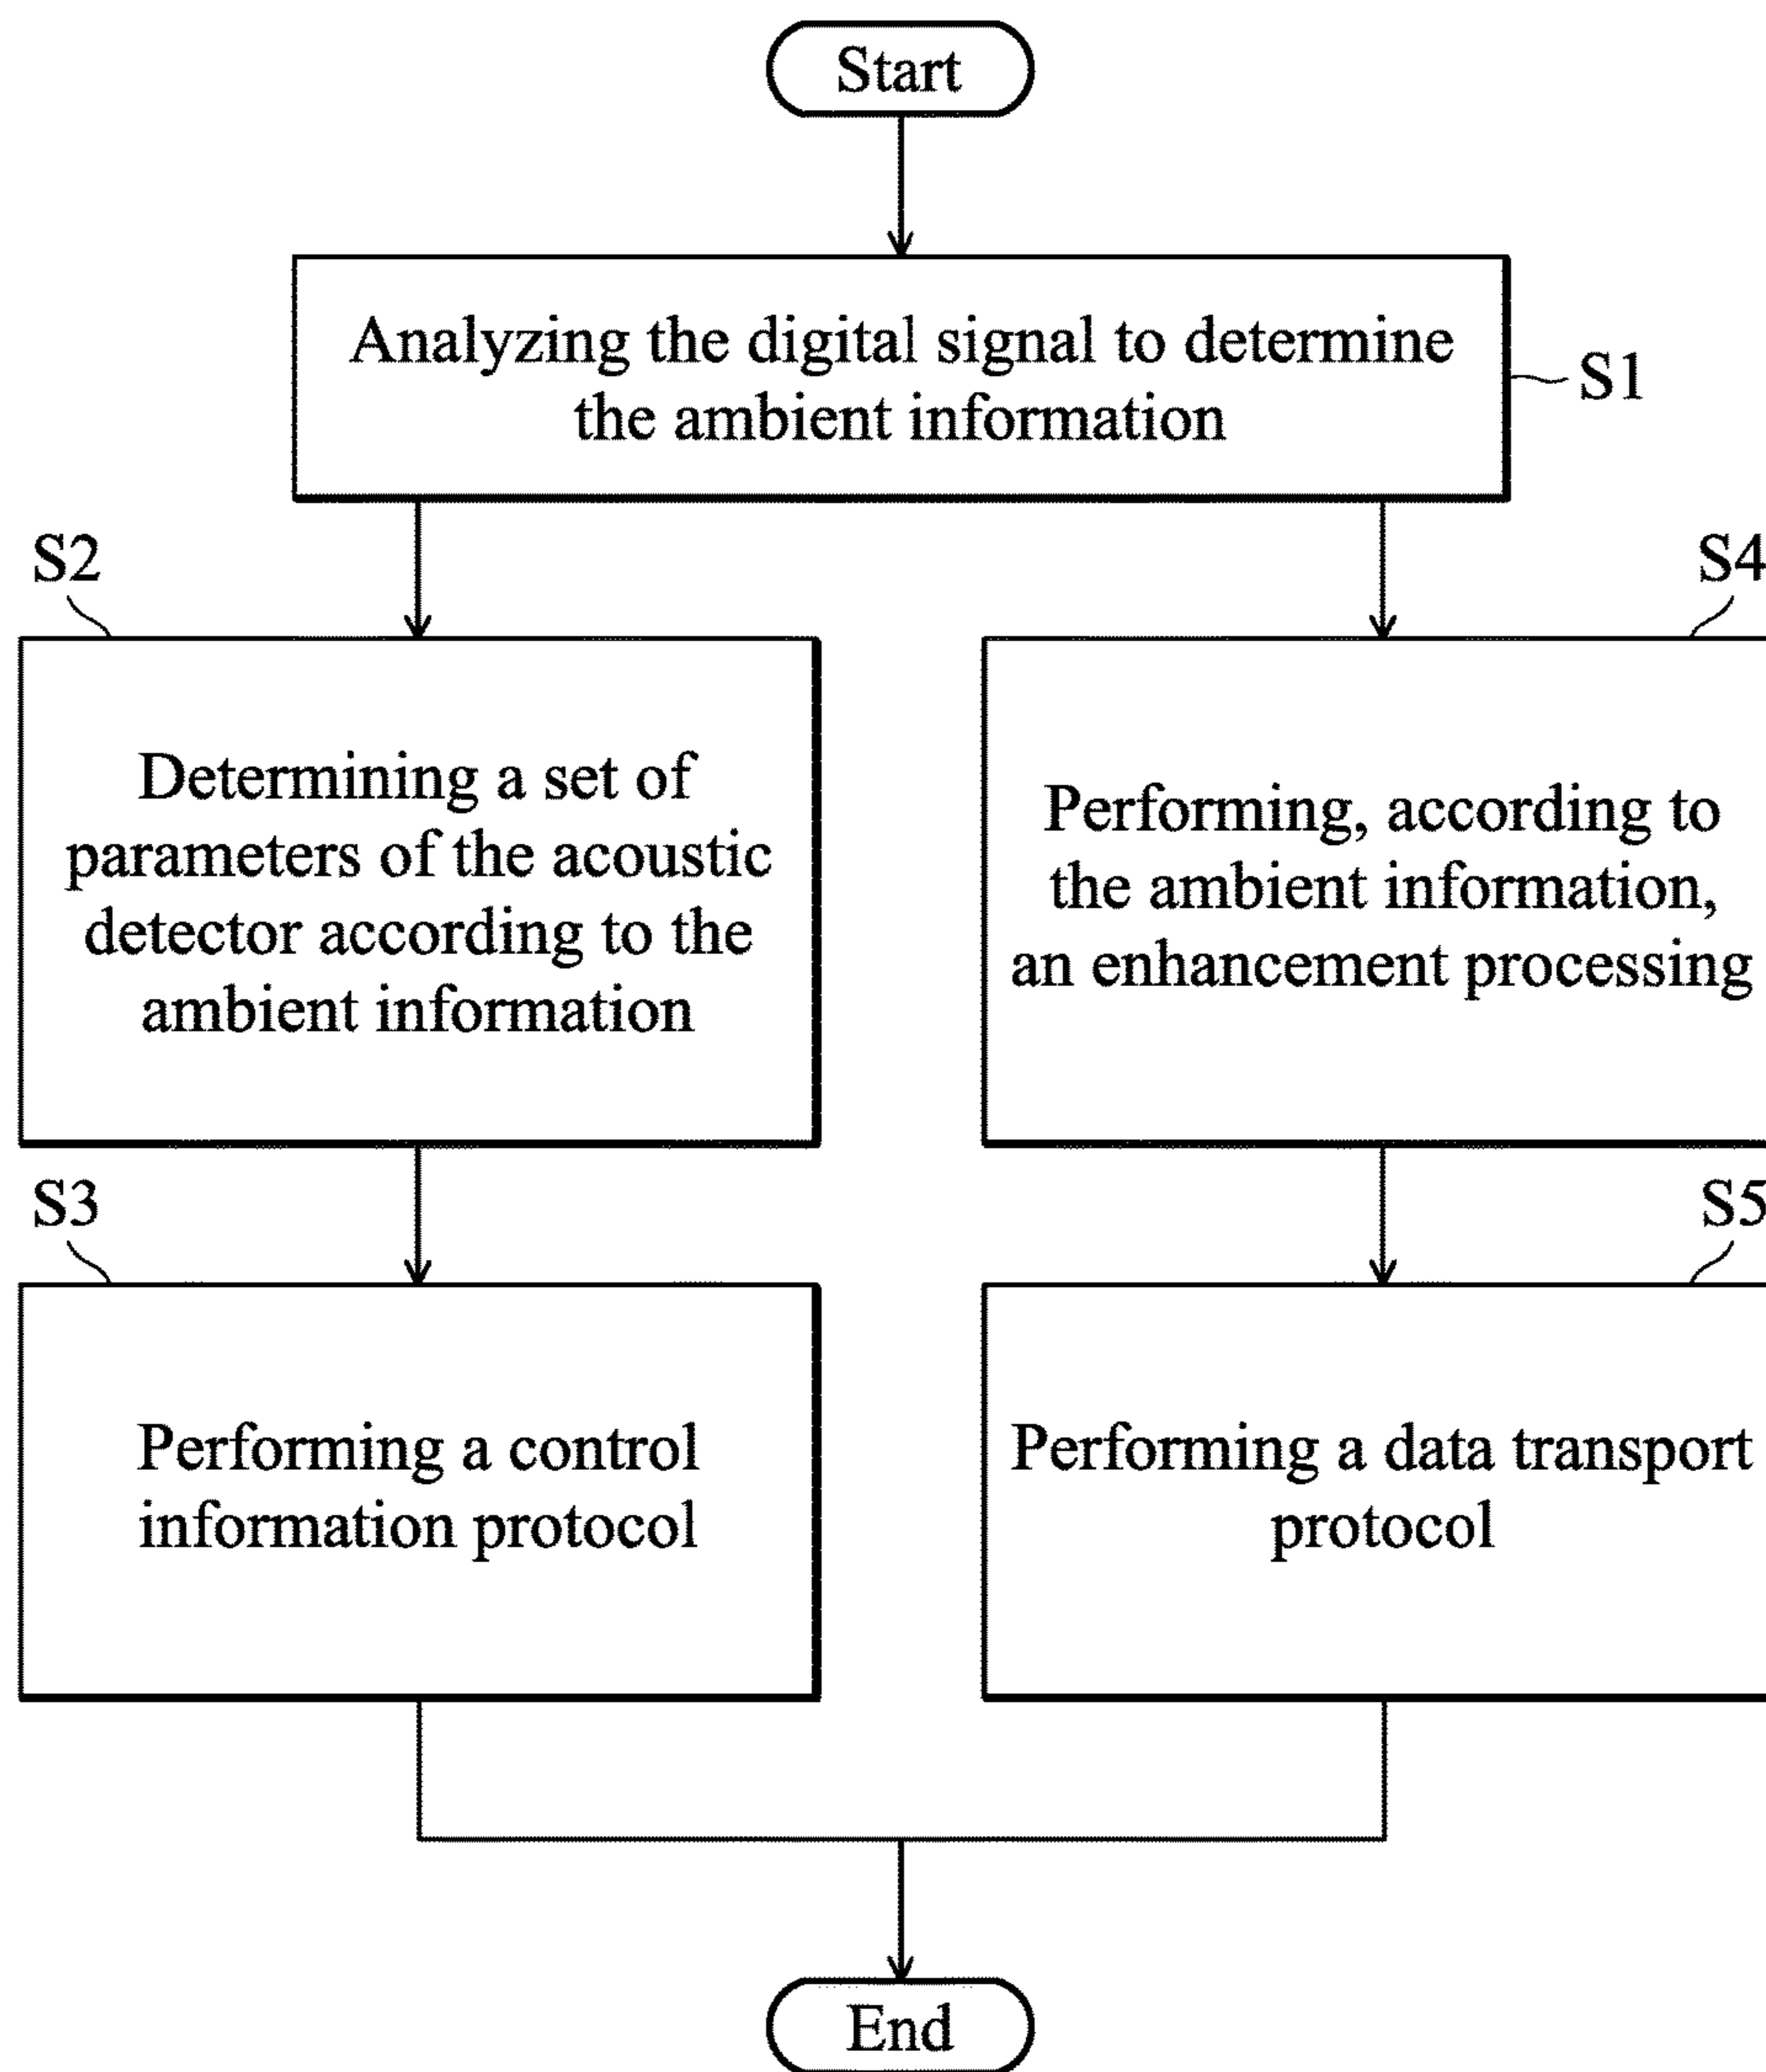 Start
Analyzing the digital signal to determine
the ambient information
S1
S2
Determining a set of
parameters of the acoustic
detector according to the
ambient information
S4
Performing, according to
the ambient information,
an enhancement processing
S3
Performing a control
information protocol
S5
Performing a data transport
protocol
End